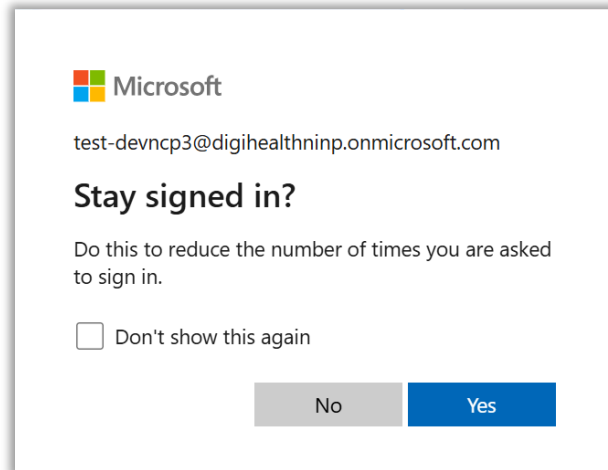 Microsoft
test-devncp3@digihealthninp.onmicrosoft.com
Stay signed in?
Do this to reduce the number of times you are asked
to sign in.
Don't show this again
No Yes